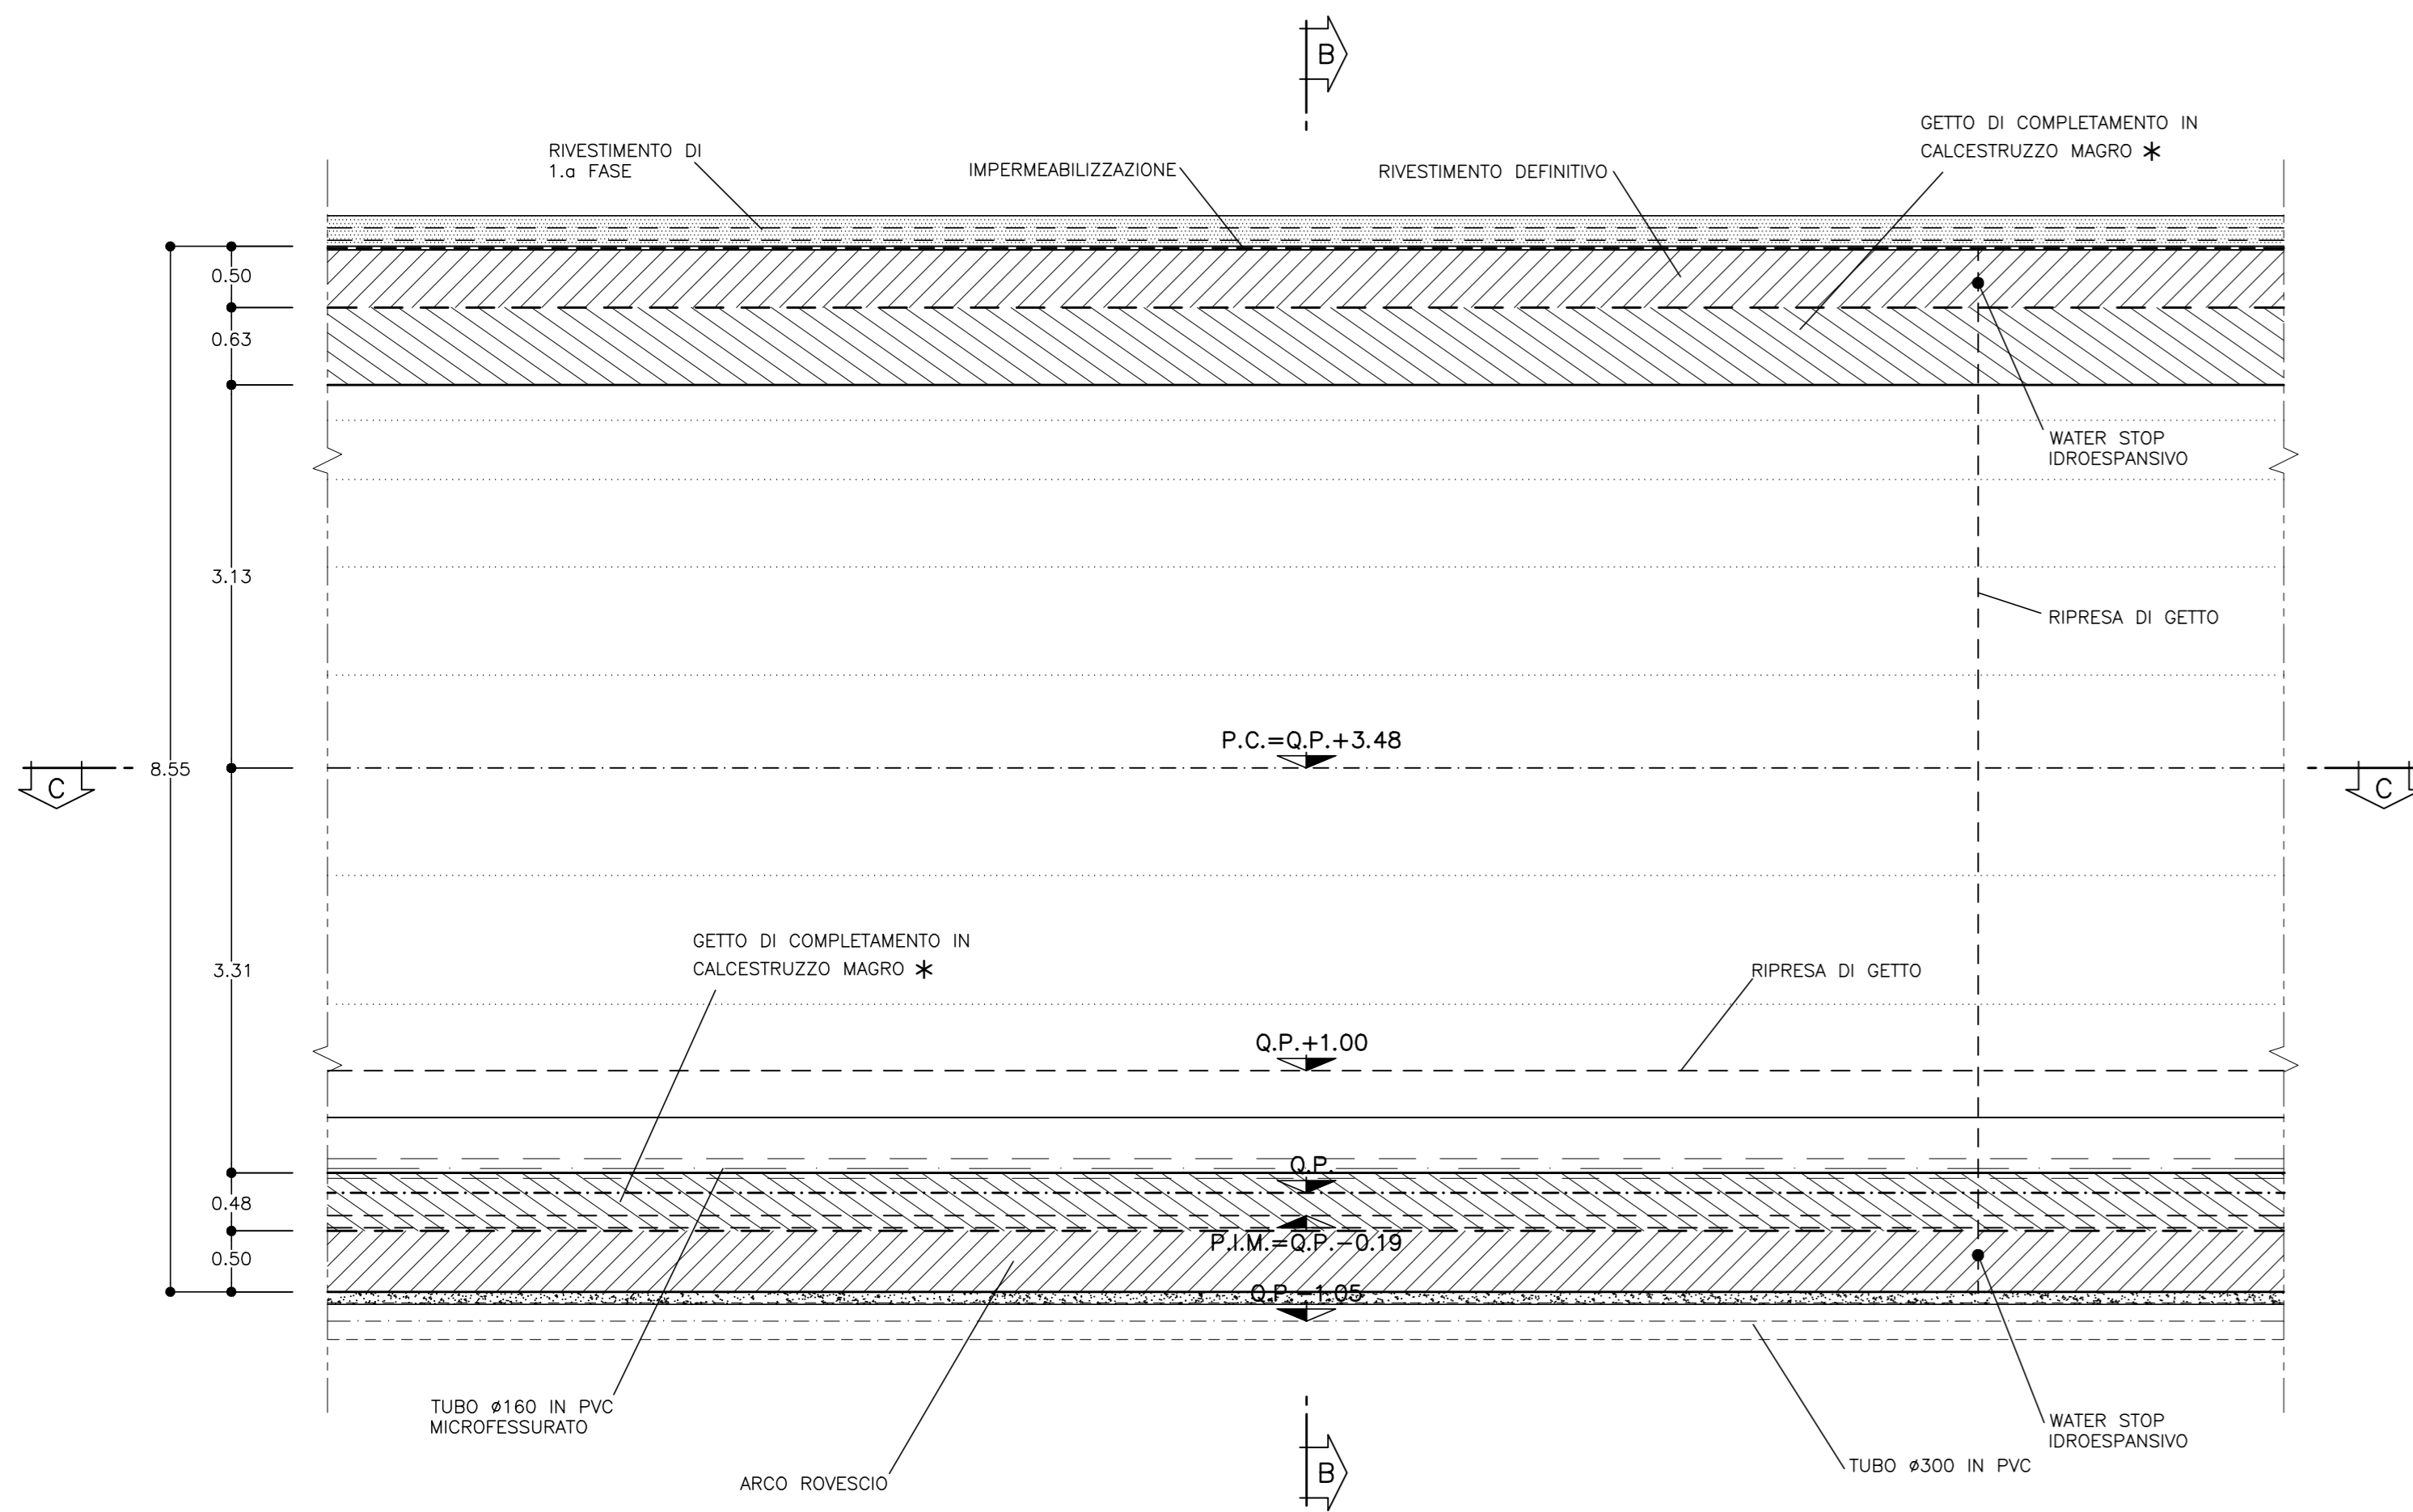 B
GETTO DI COMPLETAMENTO IN
CALCESTRUZZO MAGRO *
RIVESTIMENTO DI
1.a FASE
IMPERMEABILIZZAZIONE
RIVESTIMENTO DEFINITIVO
0.50
0.63
WATER STOP
IDROESPANSIVO
3.13
RIPRESA DI GETTO
P.C.=Q.P.+3.48
8.55
C
C
GETTO DI COMPLETAMENTO IN
CALCESTRUZZO MAGRO *
3.31
RIPRESA DI GETTO
Q.P.+1.00
Q.P.
0.48
P.I.M.=Q.P.-0.19
0.50
Q.P.-1.05
TUBO ø160 IN PVC
MICROFESSURATO
WATER STOP
IDROESPANSIVO
TUBO ø300 IN PVC
B
ARCO ROVESCIO